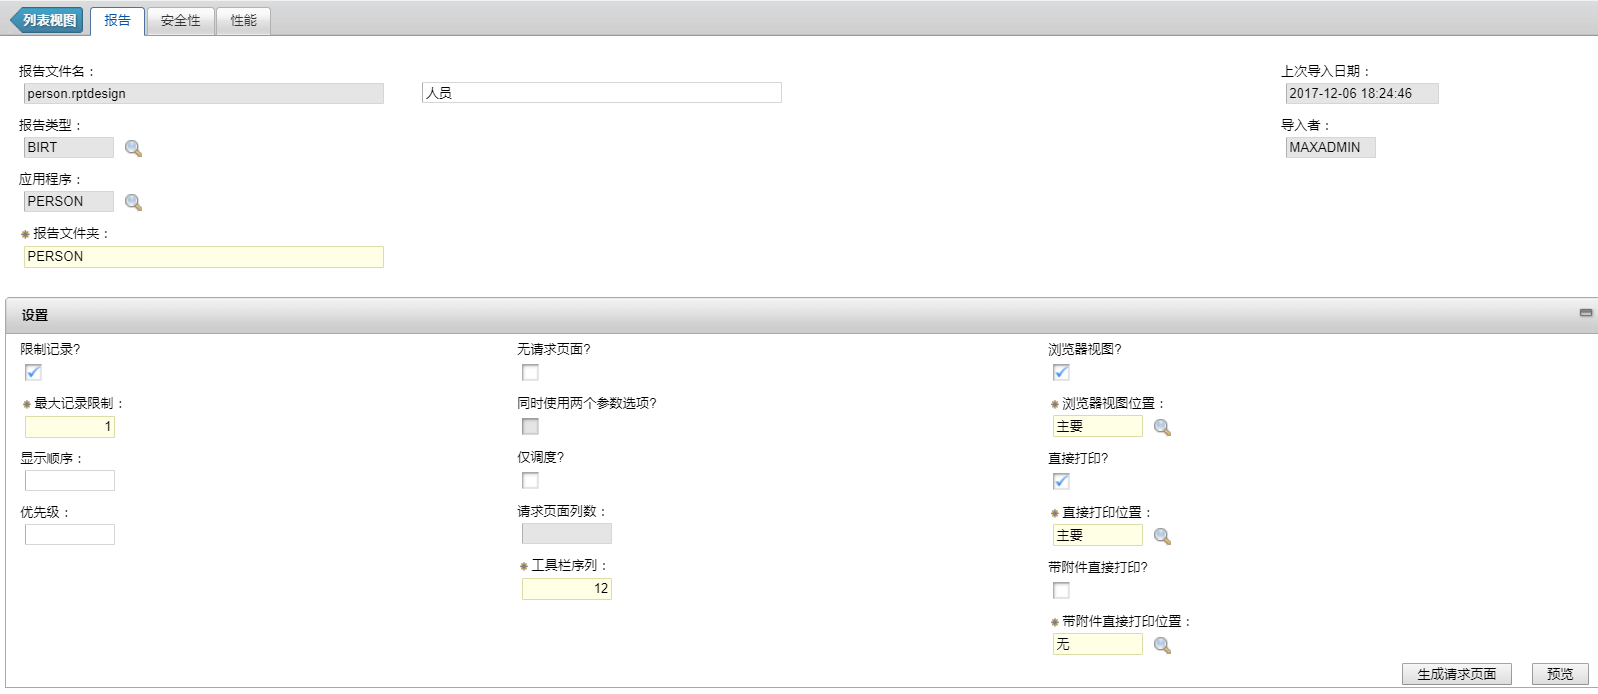 列表视图 报告 安全性 性能
报告文件名： 上次导入日期：
person.rptdesign 人员 2017-12-06 18:24:46
报告类型： 导入者：
BIRT MAXADMIN
应用程序：
PERSON
报告文件夹：
PERSON
设置
限制记录? 无请求页面? 浏览器视图?
最大记录限制： 同时使用两个参数选项? 浏览器视图位置：
1 主要
显示顺序： 仅调度? 直接打印?
优先级： 请求页面列数： 直接打印位置：
主要
工具栏序列： 带附件直接打印?
12
带附件直接打印位置：
无
生成请求页面 预览